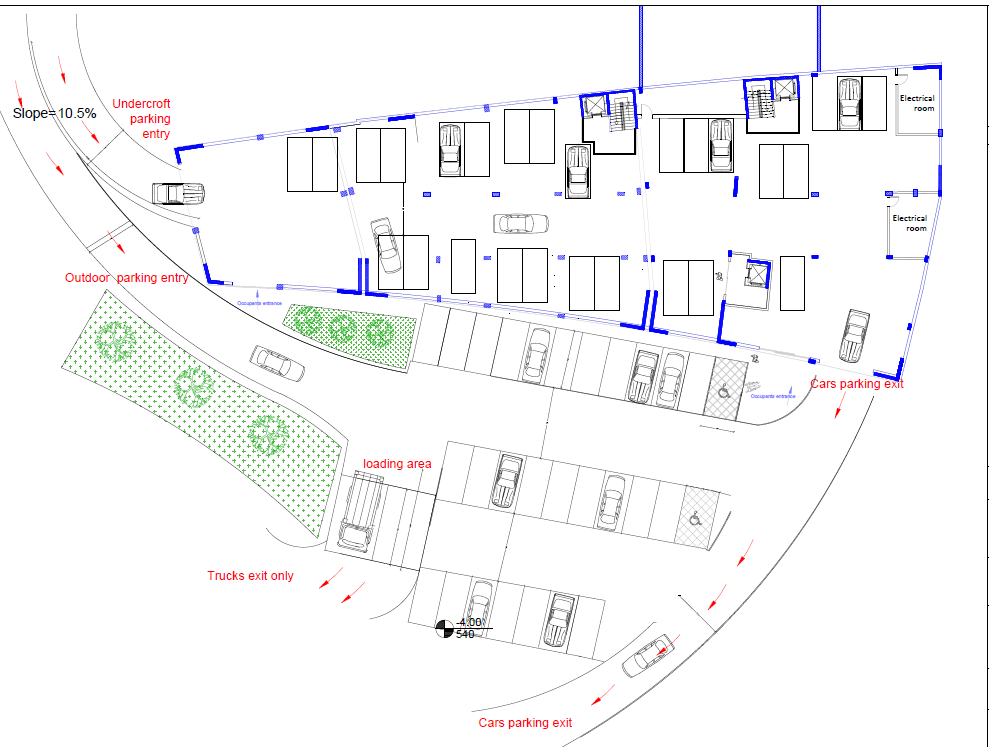 Electrical
room
Undercroft
parking
entry
Slope=10.5%
Electrical
room
Outdoor  parking entry
Occupants entrance
Cars parking exit
Occupants entrance
loading area
Trucks exit only
-4.00
540
Cars parking exit